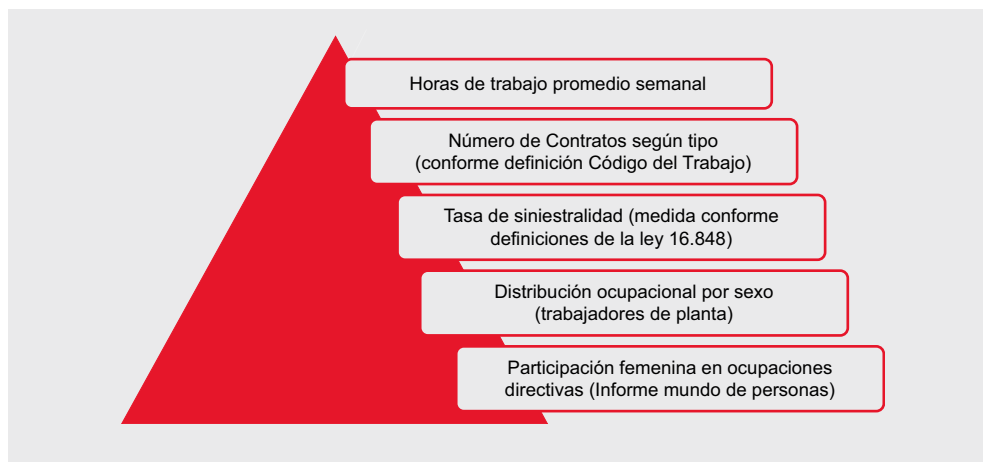 Horas de trabajo promedio semanal
Número de Contratos según tipo
(conforme definición Código del Trabajo)
Tasa de siniestralidad (medida conforme
definiciones de la ley 16.848)
Distribución ocupacional por sexo
(trabajadores de planta)
Participación femenina en ocupaciones
directivas (Informe mundo de personas)